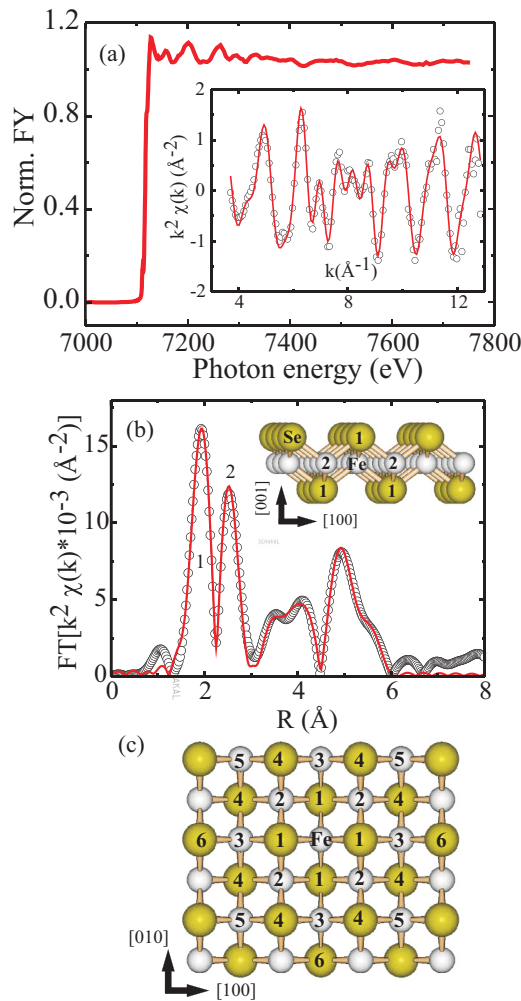 (a)
1.2
0.8
0.4
0.0
Norm. FY
2
1
0
-1
-2
k² χ(k) (Å⁻²)
k(Å⁻¹)
4 8 12
7000 7200 7400 7600 7800
Photon energy (eV)
(b)
15
10
5
0
FT[k² χ(k)*10⁻³ (Å⁻²)
1
2
Se 1
2 Fe 2
1 1
[001]
[100]
0 2 4 6 8
R (Å)
(c)
5 4 3 4 5
4 2 1 2 4
6 3 1 Fe 1 3 6
4 2 1 2 4
5 4 3 4 5
6
[010]
[100]